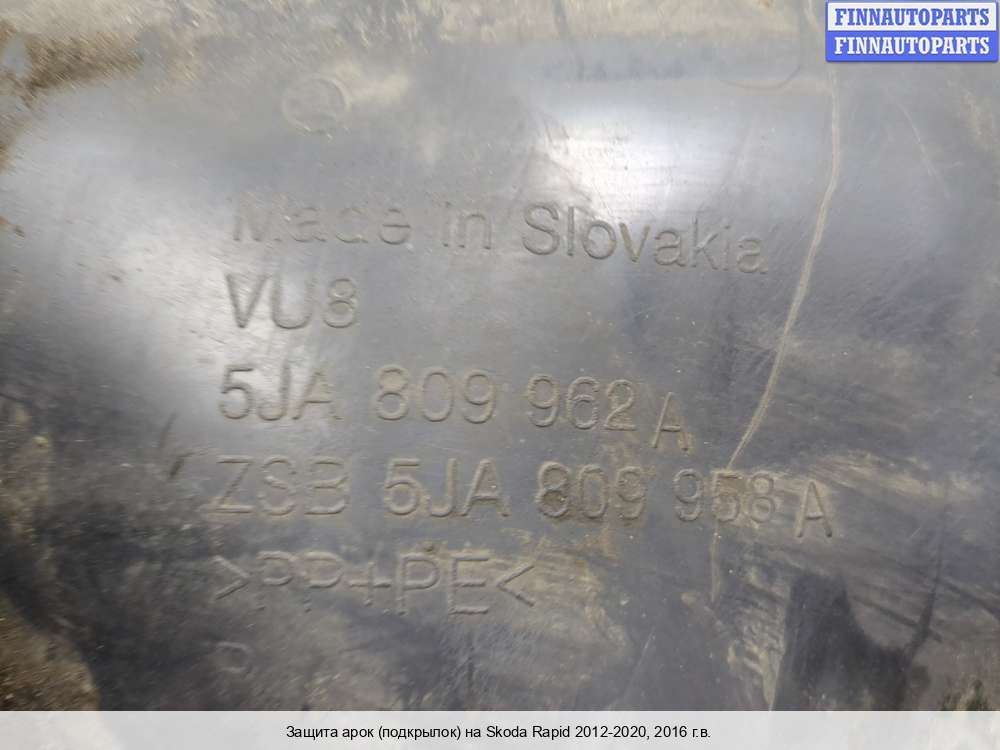 FINNAUTOPARTS
FINNAUTOPARTS
Made in Slovakia
VU8
5JA 809 962 A
ZSB 5JA 809 958 A
>PP+PE<
Защита арок (подкрылок) на Skoda Rapid 2012-2020, 2016 г.в.